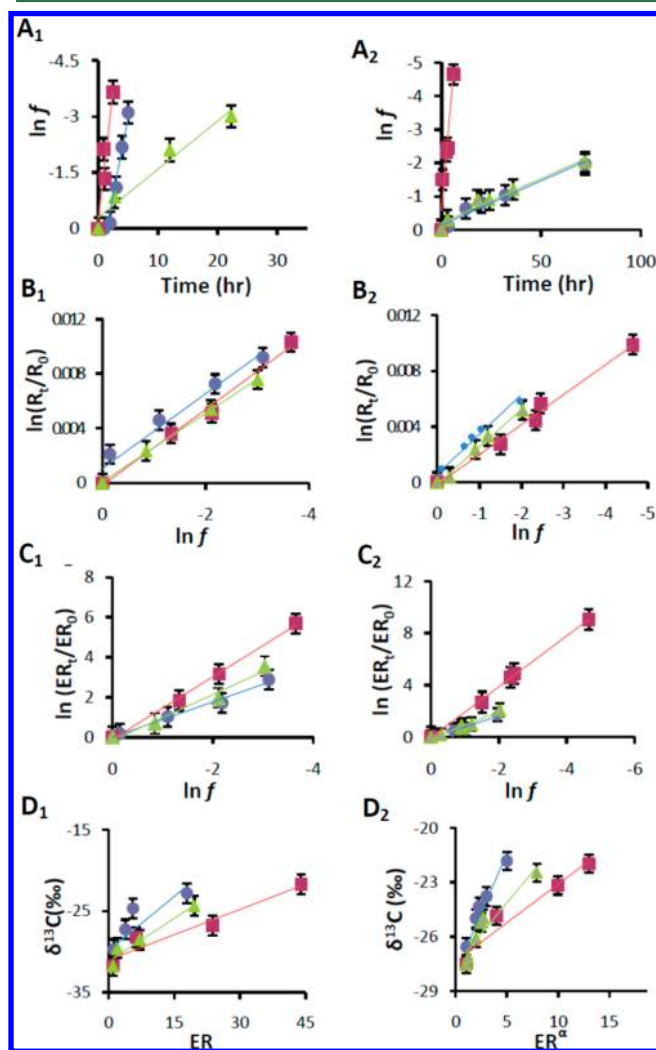 A1
-4.5
-3
-1.5
0
ln f
0 10 20 30
Time (hr)
A2
-5
-4
-3
-2
-1
0
ln f
0 50 100
Time (hr)
B1
0.012
0.008
0.004
0
ln(Rt/R0)
0 -2 -4
ln f
B2
0.012
0.008
0.004
0
ln(Rt/R0)
0 -1 -2 -3 -4 -5
ln f
C1
8
6
4
2
0
ln (ERt/ER0)
0 -2 -4
ln f
C2
12
8
4
0
ln (ERt/ER0)
0 -2 -4 -6
ln f
D1
-15
-25
-35
δ13C(‰)
0 15 30 45
ER
D2
-20
-23
-26
-29
δ13C (‰)
0 5 10 15
ERα